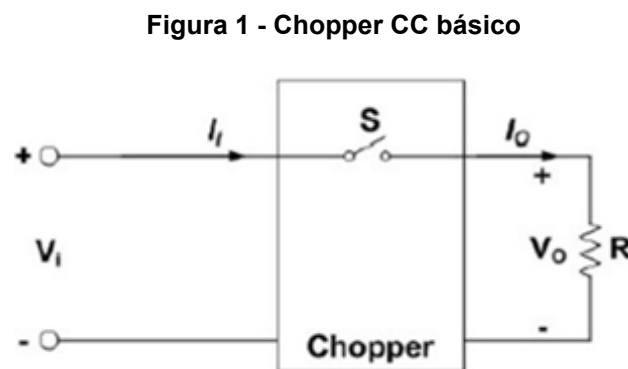 Figura 1 - Chopper CC básico
S
+ I_I I_O
+
V_i V_O R
- -
Chopper